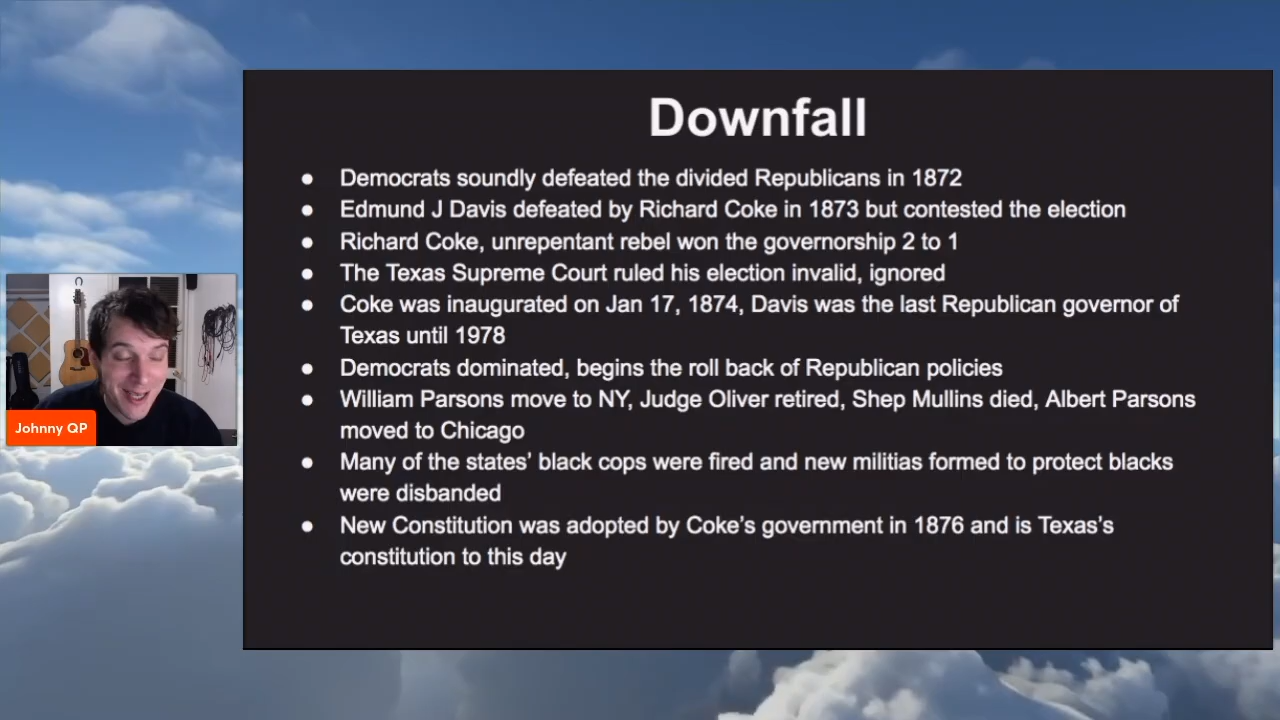 Downfall
● Democrats soundly defeated the divided Republicans in 1872
● Edmund J Davis defeated by Richard Coke in 1873 but contested the election
● Richard Coke, unrepentant rebel won the governorship 2 to 1
● The Texas Supreme Court ruled his election invalid, ignored
● Coke was inaugurated on Jan 17, 1874, Davis was the last Republican governor of
Texas until 1978
● Democrats dominated, begins the roll back of Republican policies
● William Parsons move to NY, Judge Oliver retired, Shep Mullins died, Albert Parsons
moved to Chicago
● Many of the states’ black cops were fired and new militias formed to protect blacks
were disbanded
● New Constitution was adopted by Coke’s government in 1876 and is Texas’s
constitution to this day
Johnny QP